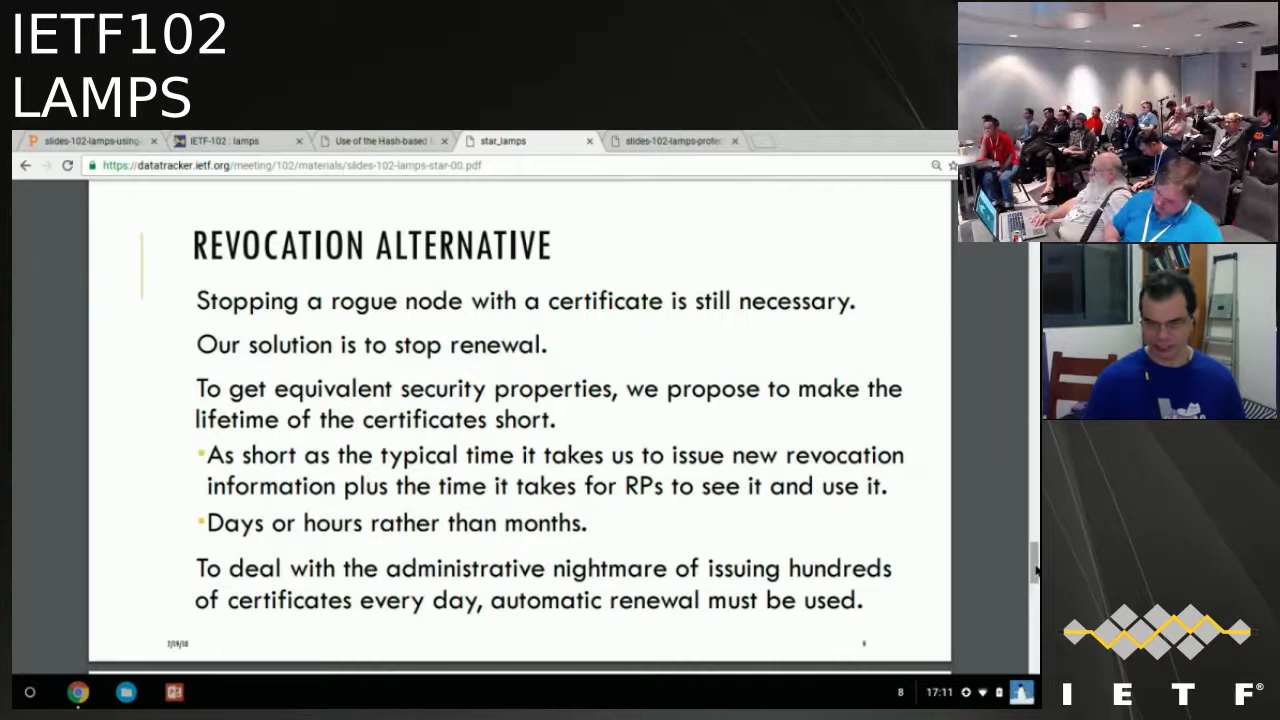 IETF102
LAMPS
slides-102-lamps-using-
IETF-102 : lamps
Use of the Hash-based
star_lamps
slides-102-lamps-protec
https://datatracker.ietf.org/meeting/102/materials/slides-102-lamps-star-00.pdf
REVOCATION ALTERNATIVE
Stopping a rogue node with a certificate is still necessary.
Our solution is to stop renewal.
To get equivalent security properties, we propose to make the
lifetime of the certificates short.
▪As short as the typical time it takes us to issue new revocation
information plus the time it takes for RPs to see it and use it.
▪Days or hours rather than months.
To deal with the administrative nightmare of issuing hundreds
of certificates every day, automatic renewal must be used.
7/19/18
9
8
17:11
I E T F®